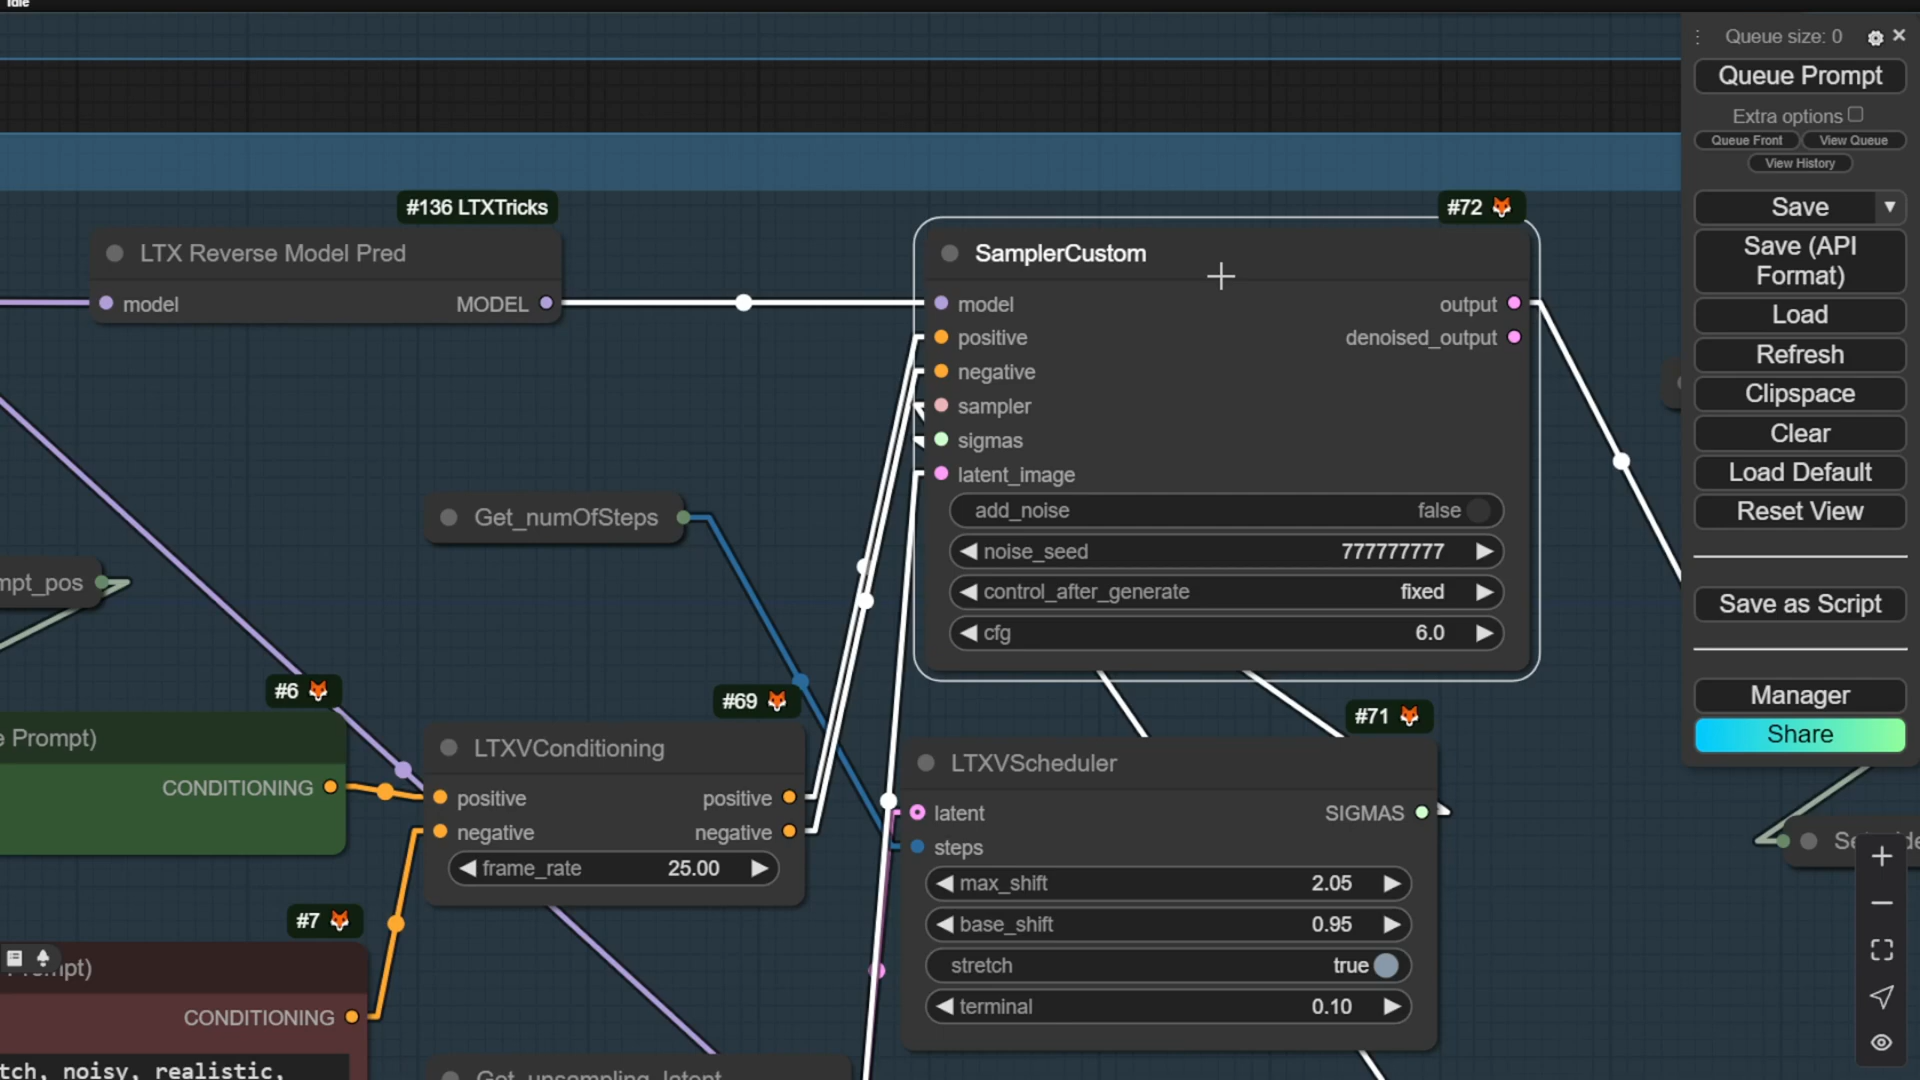 Idle
Queue size: 0
Queue Prompt
Extra options
Queue Front
View Queue
View History
Save
Save (API Format)
Load
Refresh
Clipspace
Clear
Load Default
Reset View
Save as Script
Manager
Share
#136 LTXTricks
LTX Reverse Model Pred
model
MODEL
#72
SamplerCustom
model
output
positive
denoised_output
negative
sampler
sigmas
latent_image
add_noise
false
noise_seed
777777777
control_after_generate
fixed
cfg
6.0
Get_numOfSteps
mpt_pos
#6
e Prompt)
CONDITIONING
#69
LTXVConditioning
positive
positive
negative
negative
frame_rate
25.00
#71
LTXVScheduler
latent
SIGMAS
steps
max_shift
2.05
base_shift
0.95
stretch
true
terminal
0.10
#7
CONDITIONING
tch, noisy, realistic,
Get_unsampling_latent